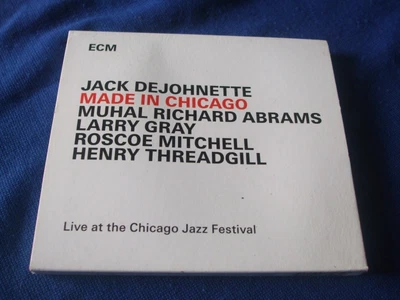 ECM
JACK DEJOHNETTE
MADE IN CHICAGO
MUHAL RICHARD ABRAMS
LARRY GRAY
ROSCOE MITCHELL
HENRY THREADGILL
Live at the Chicago Jazz Festival